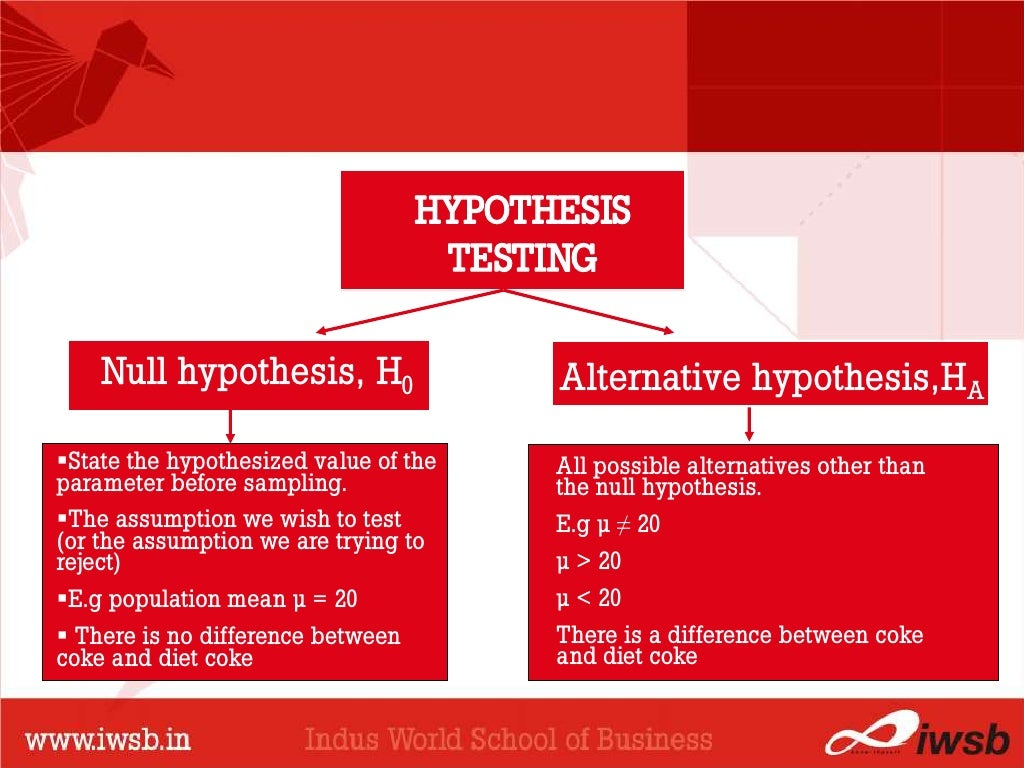 HYPOTHESIS
TESTING
Null hypothesis, H₀
▪State the hypothesized value of the
parameter before sampling.
▪The assumption we wish to test
(or the assumption we are trying to
reject)
▪E.g population mean µ = 20
▪ There is no difference between
coke and diet coke
Alternative hypothesis,H_A
All possible alternatives other than
the null hypothesis.
E.g µ ≠ 20
µ > 20
µ < 20
There is a difference between coke
and diet coke
www.iwsb.in
Indus World School of Business
iwsb